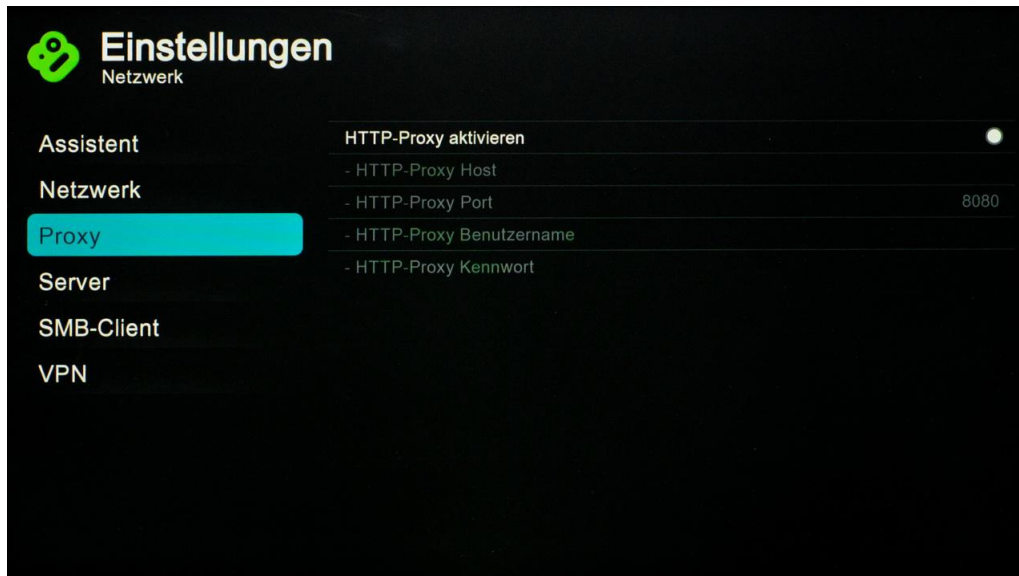 Einstellungen
Netzwerk
Assistent
Netzwerk
Proxy
Server
SMB-Client
VPN
HTTP-Proxy aktivieren
- HTTP-Proxy Host
- HTTP-Proxy Port 8080
- HTTP-Proxy Benutzername
- HTTP-Proxy Kennwort